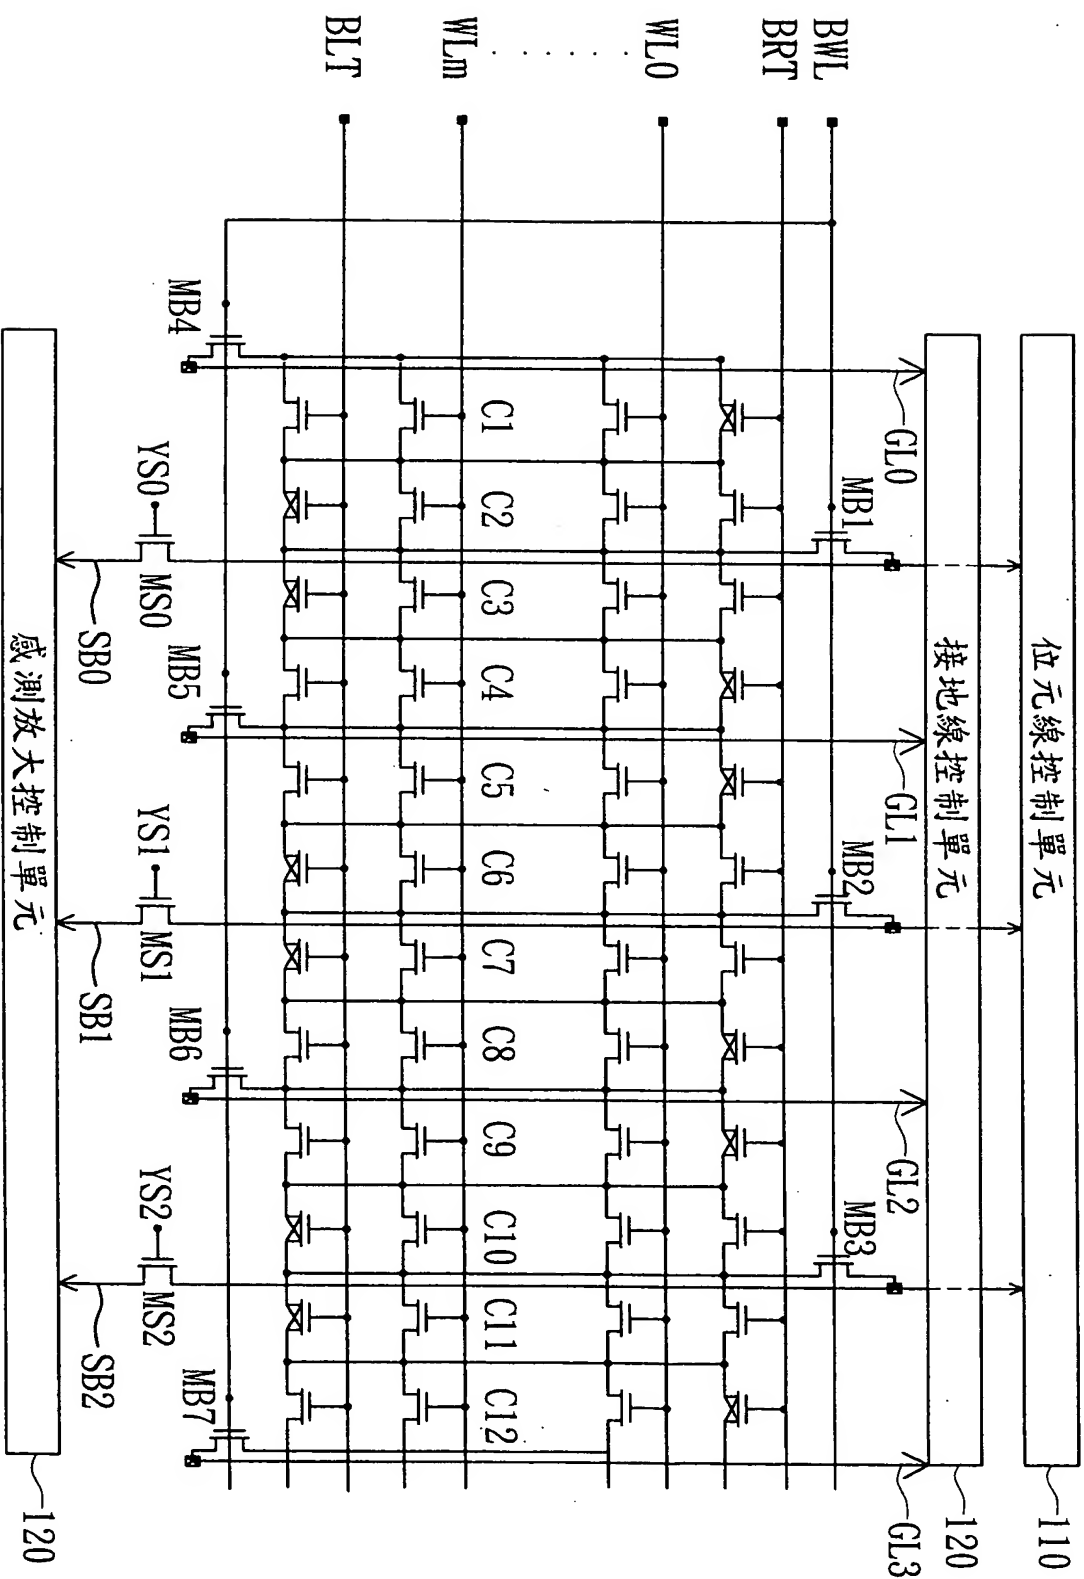 位元線控制單元
110
接地線控制單元
120
GL0
GL1
GL2
GL3
BWL
MB1
MB2
MB3
BRT
WL0
......
C1
C2
C3
C4
C5
C6
C7
C8
C9
C10
C11
C12
WLm
BLT
MB4
MB5
MB6
MB7
YS0
MS0
YS1
MS1
YS2
MS2
SB0
SB1
SB2
感測放大控制單元
120